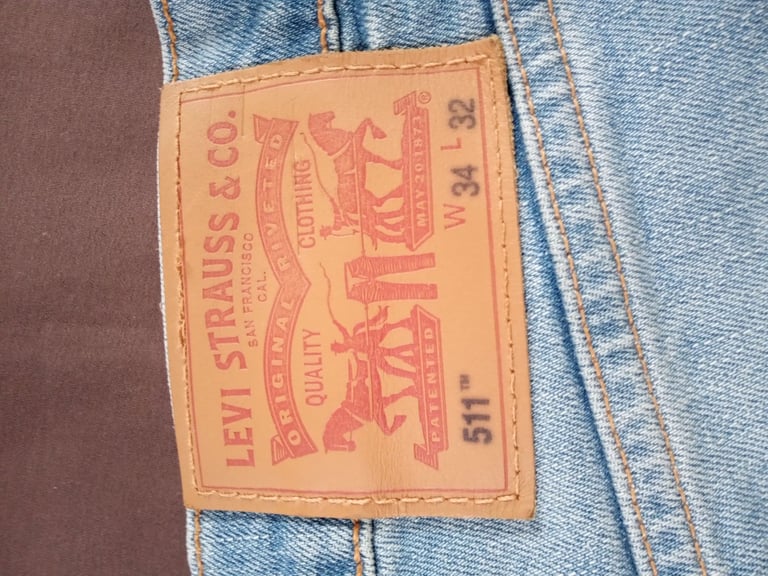 LEVI STRAUSS & CO.
SAN FRANCISCO
CAL.
ORIGINAL RIVETED
QUALITY CLOTHING
PATENTED MAY 20 1873 ®
W L
511™ 34 32